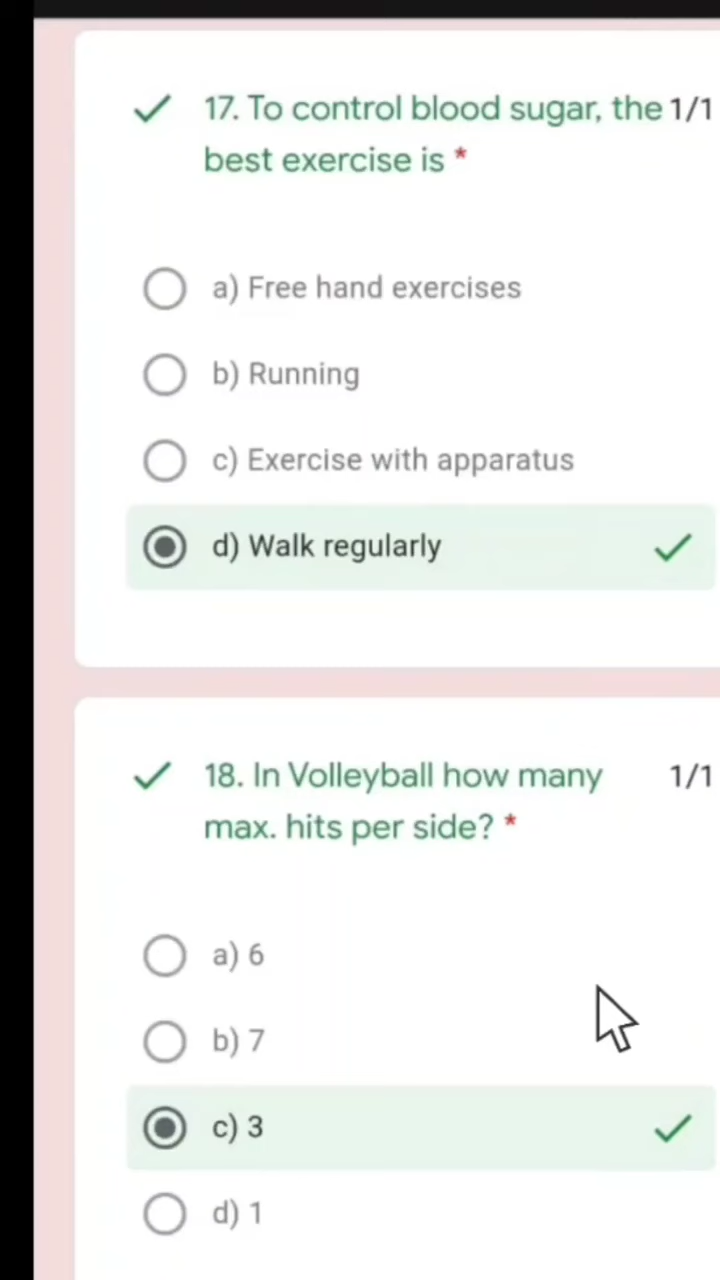 17. To control blood sugar, the 1/1
best exercise is *
a) Free hand exercises
b) Running
c) Exercise with apparatus
d) Walk regularly
18. In Volleyball how many 1/1
max. hits per side? *
a) 6
b) 7
c) 3
d) 1